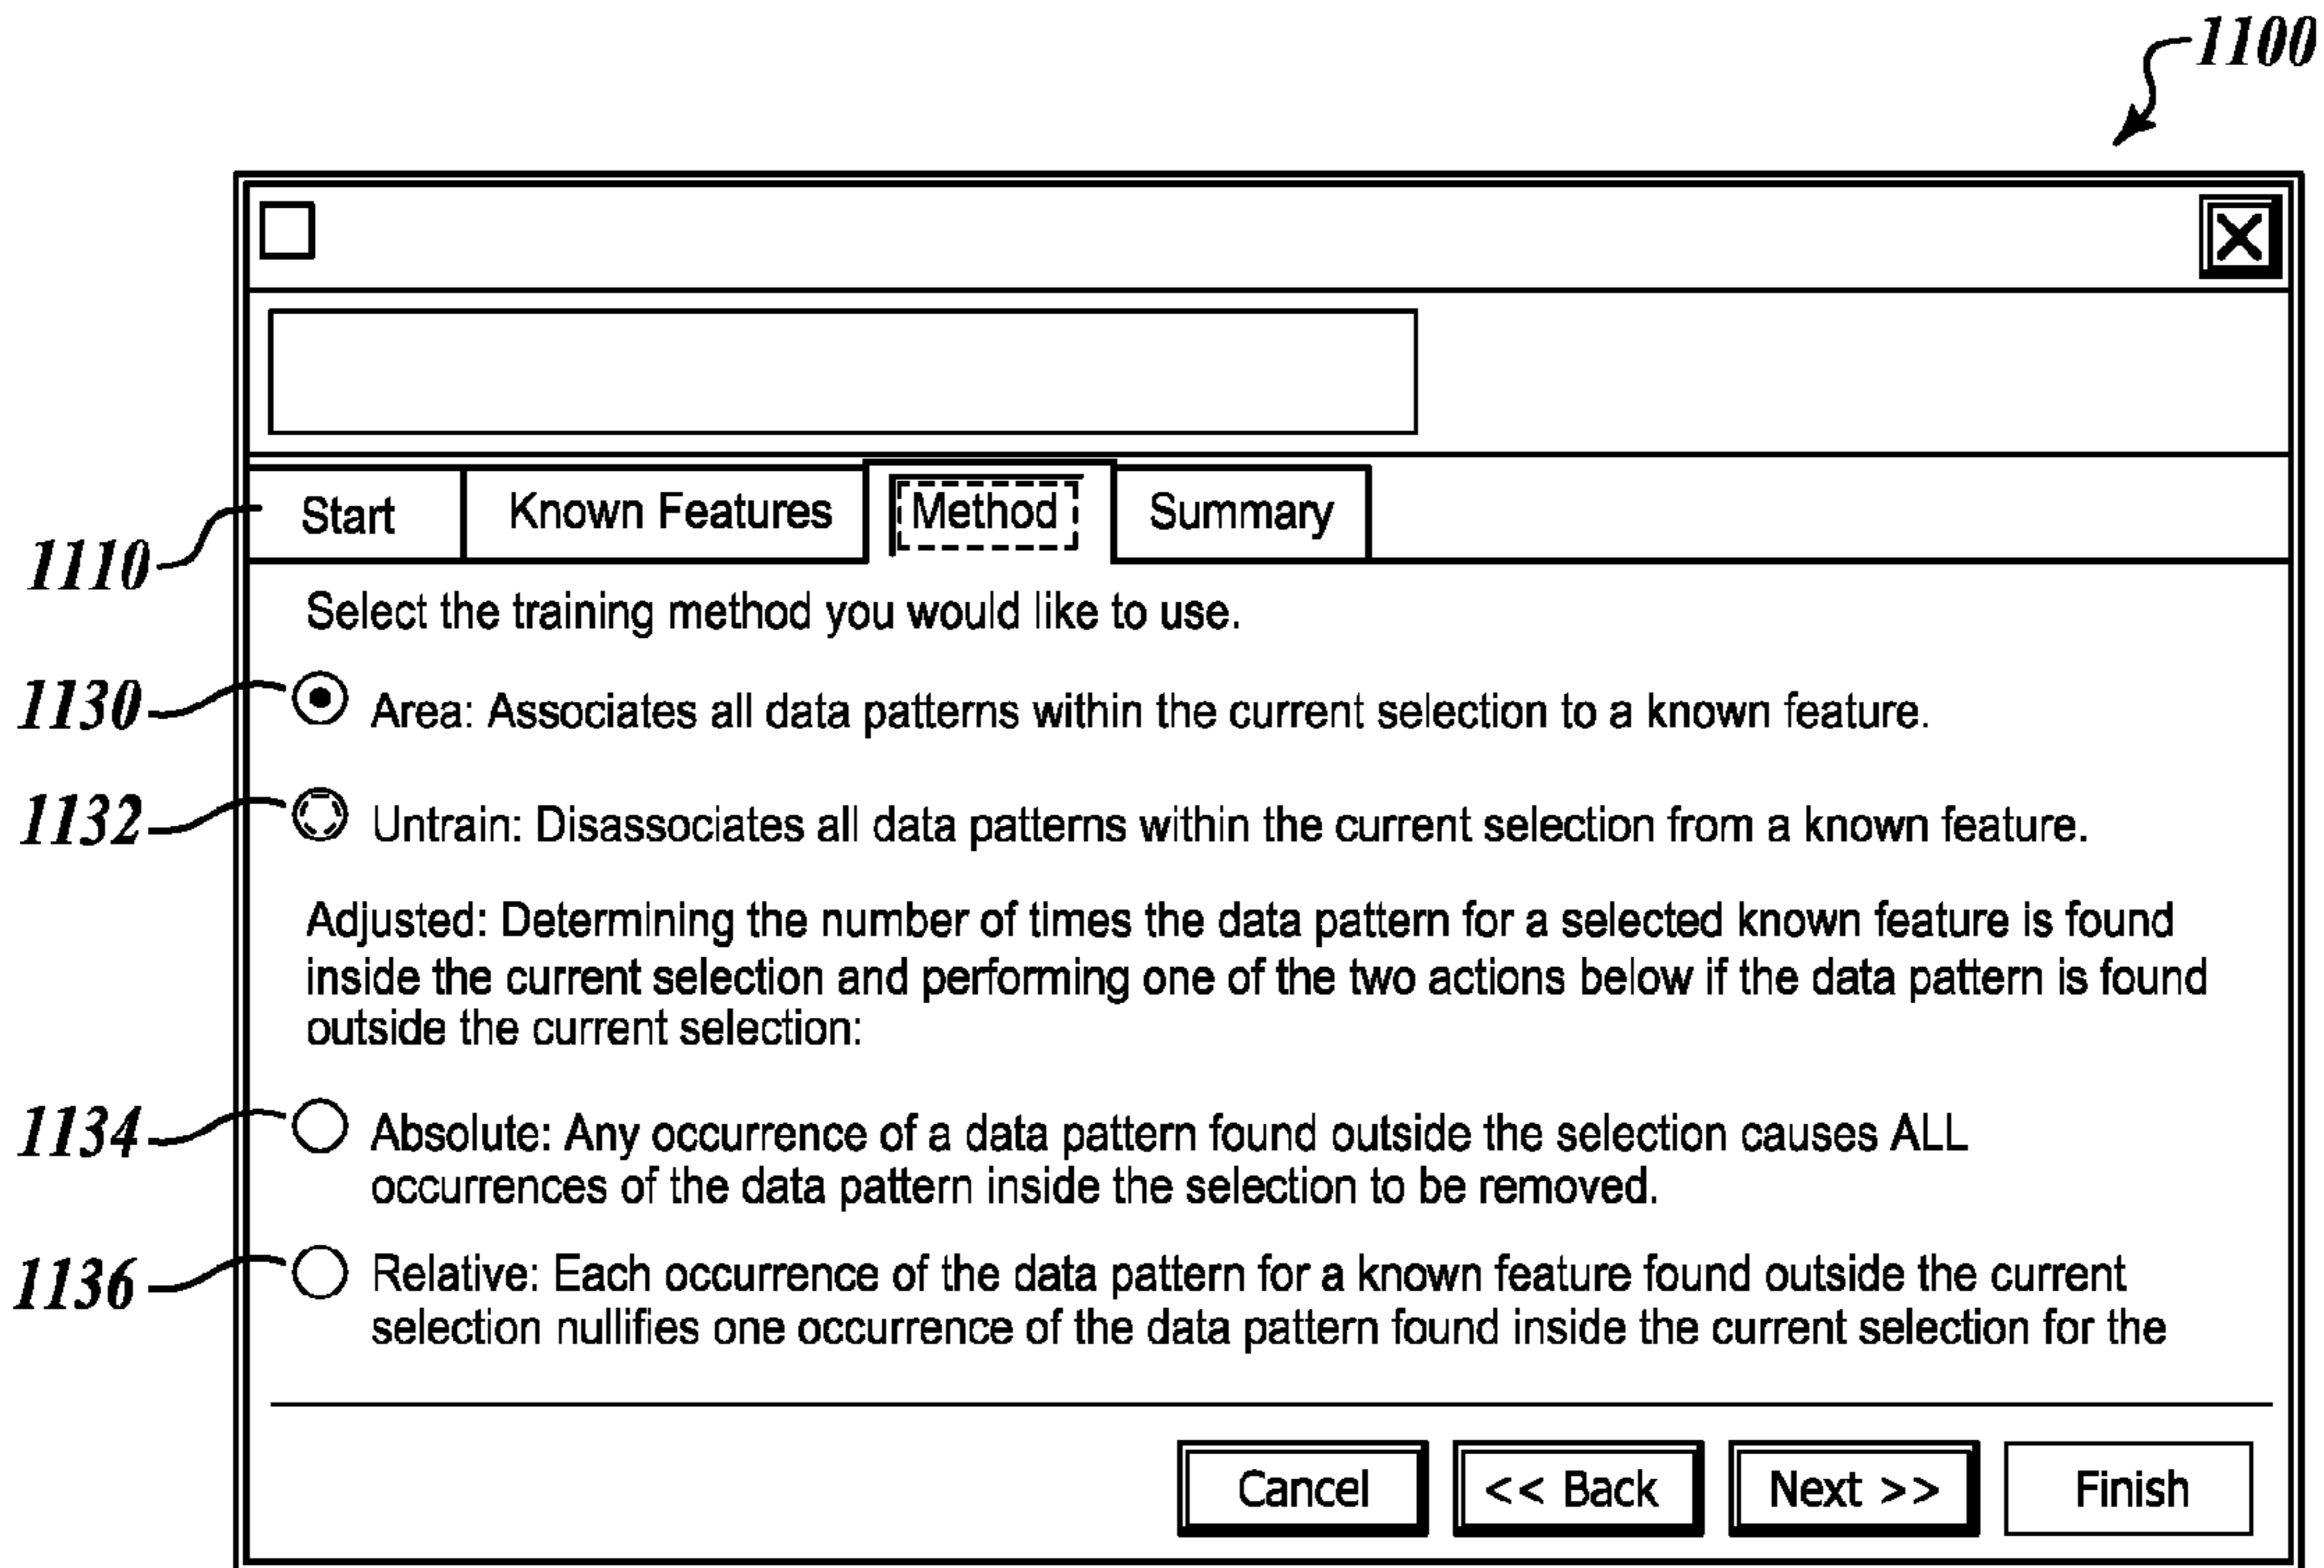 1100
Start Known Features Method Summary
1110
Select the training method you would like to use.
1130 Area: Associates all data patterns within the current selection to a known feature.
1132 Untrain: Disassociates all data patterns within the current selection from a known feature.
Adjusted: Determining the number of times the data pattern for a selected known feature is found
inside the current selection and performing one of the two actions below if the data pattern is found
outside the current selection:
1134 Absolute: Any occurrence of a data pattern found outside the selection causes ALL
occurrences of the data pattern inside the selection to be removed.
1136 Relative: Each occurrence of the data pattern for a known feature found outside the current
selection nullifies one occurrence of the data pattern found inside the current selection for the
Cancel << Back Next >> Finish